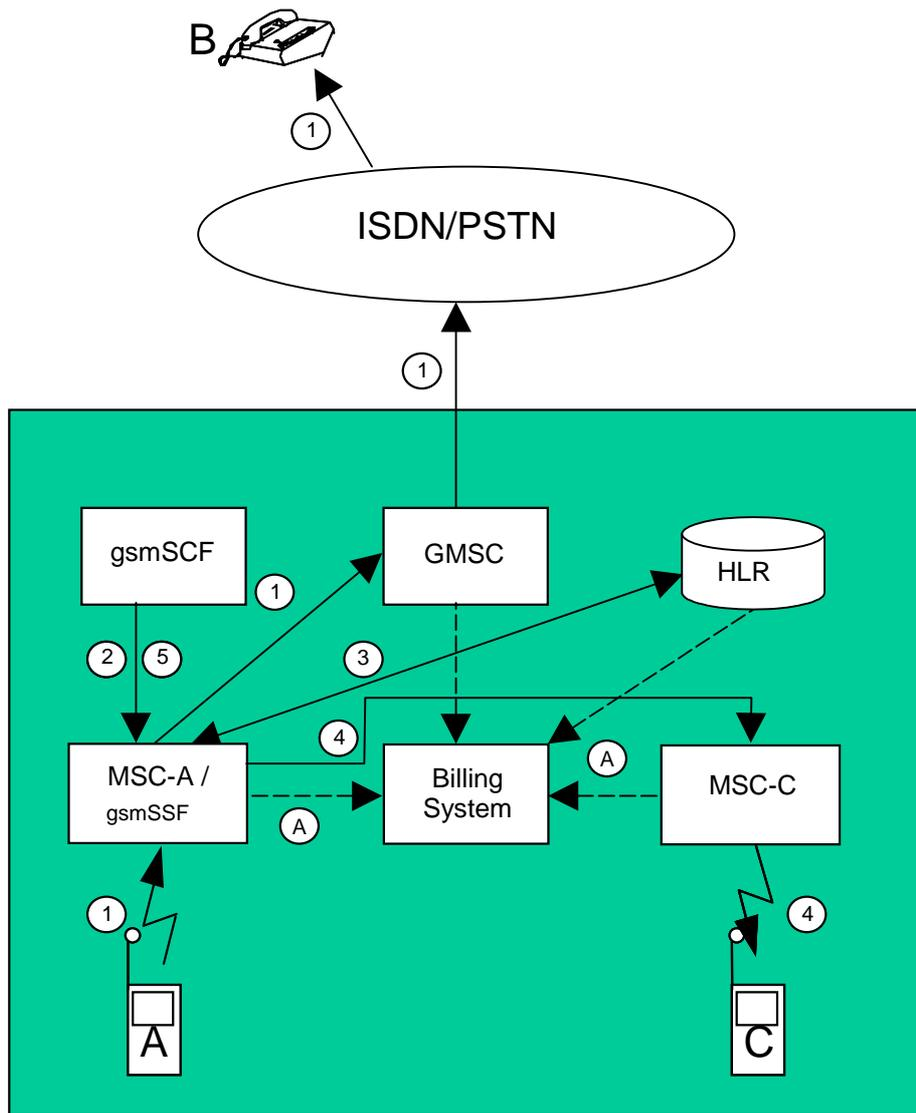 B
1
ISDN/PSTN
1
gsmSCF
GMSC
HLR
1
2
5
3
4
MSC-A /
gsmSSF
Billing
System
MSC-C
A
A
1
4
A
C